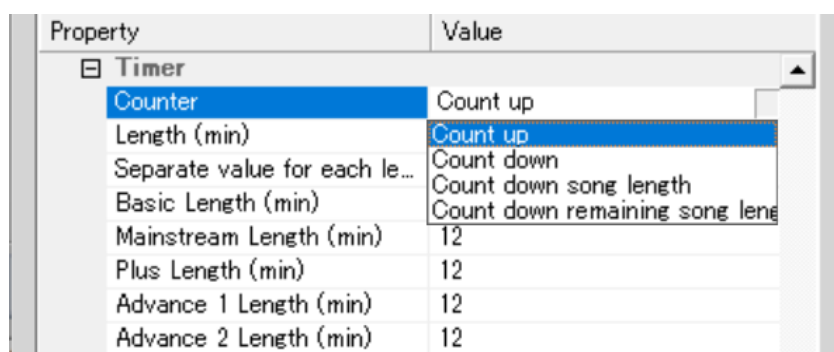 Property Value
Timer
Counter Count up
Length (min) Count up
Separate value for each le... Count down
Basic Length (min) Count down song length
Count down remaining song leng
Mainstream Length (min) 12
Plus Length (min) 12
Advance 1 Length (min) 12
Advance 2 Length (min) 12